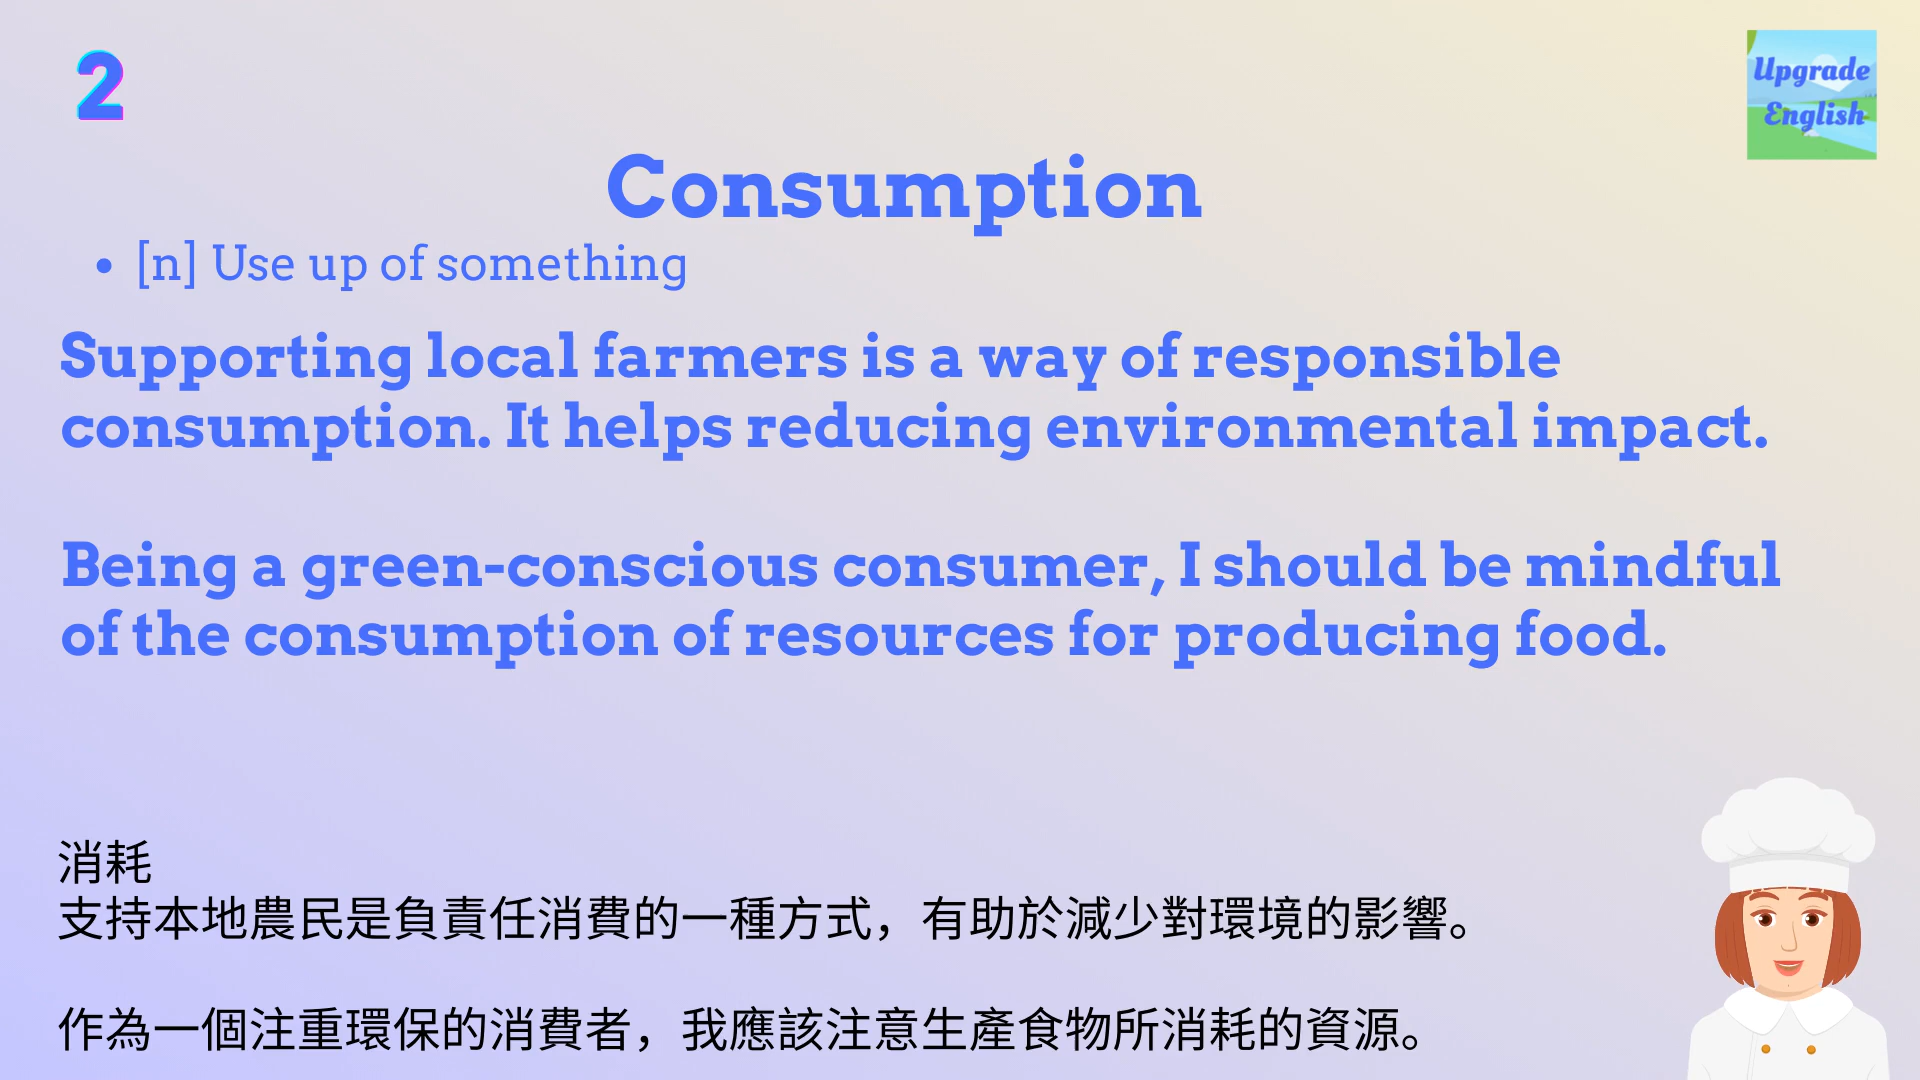 2
Upgrade
English
Consumption
• [n] Use up of something
Supporting local farmers is a way of responsible
consumption. It helps reducing environmental impact.
Being a green-conscious consumer, I should be mindful
of the consumption of resources for producing food.
消耗
支持本地農民是負責任消費的一種方式，有助於減少對環境的影響。
作為一個注重環保的消費者，我應該注意生產食物所消耗的資源。